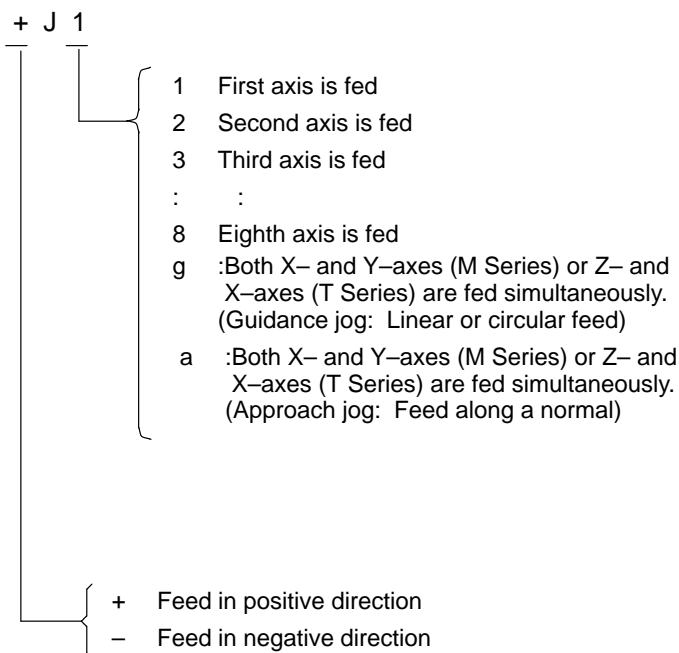 + J 1
1 First axis is fed
2 Second axis is fed
3 Third axis is fed
: :
8 Eighth axis is fed
g :Both X– and Y–axes (M Series) or Z– and
X–axes (T Series) are fed simultaneously.
(Guidance jog: Linear or circular feed)
a :Both X– and Y–axes (M Series) or Z– and
X–axes (T Series) are fed simultaneously.
(Approach jog: Feed along a normal)
+ Feed in positive direction
– Feed in negative direction